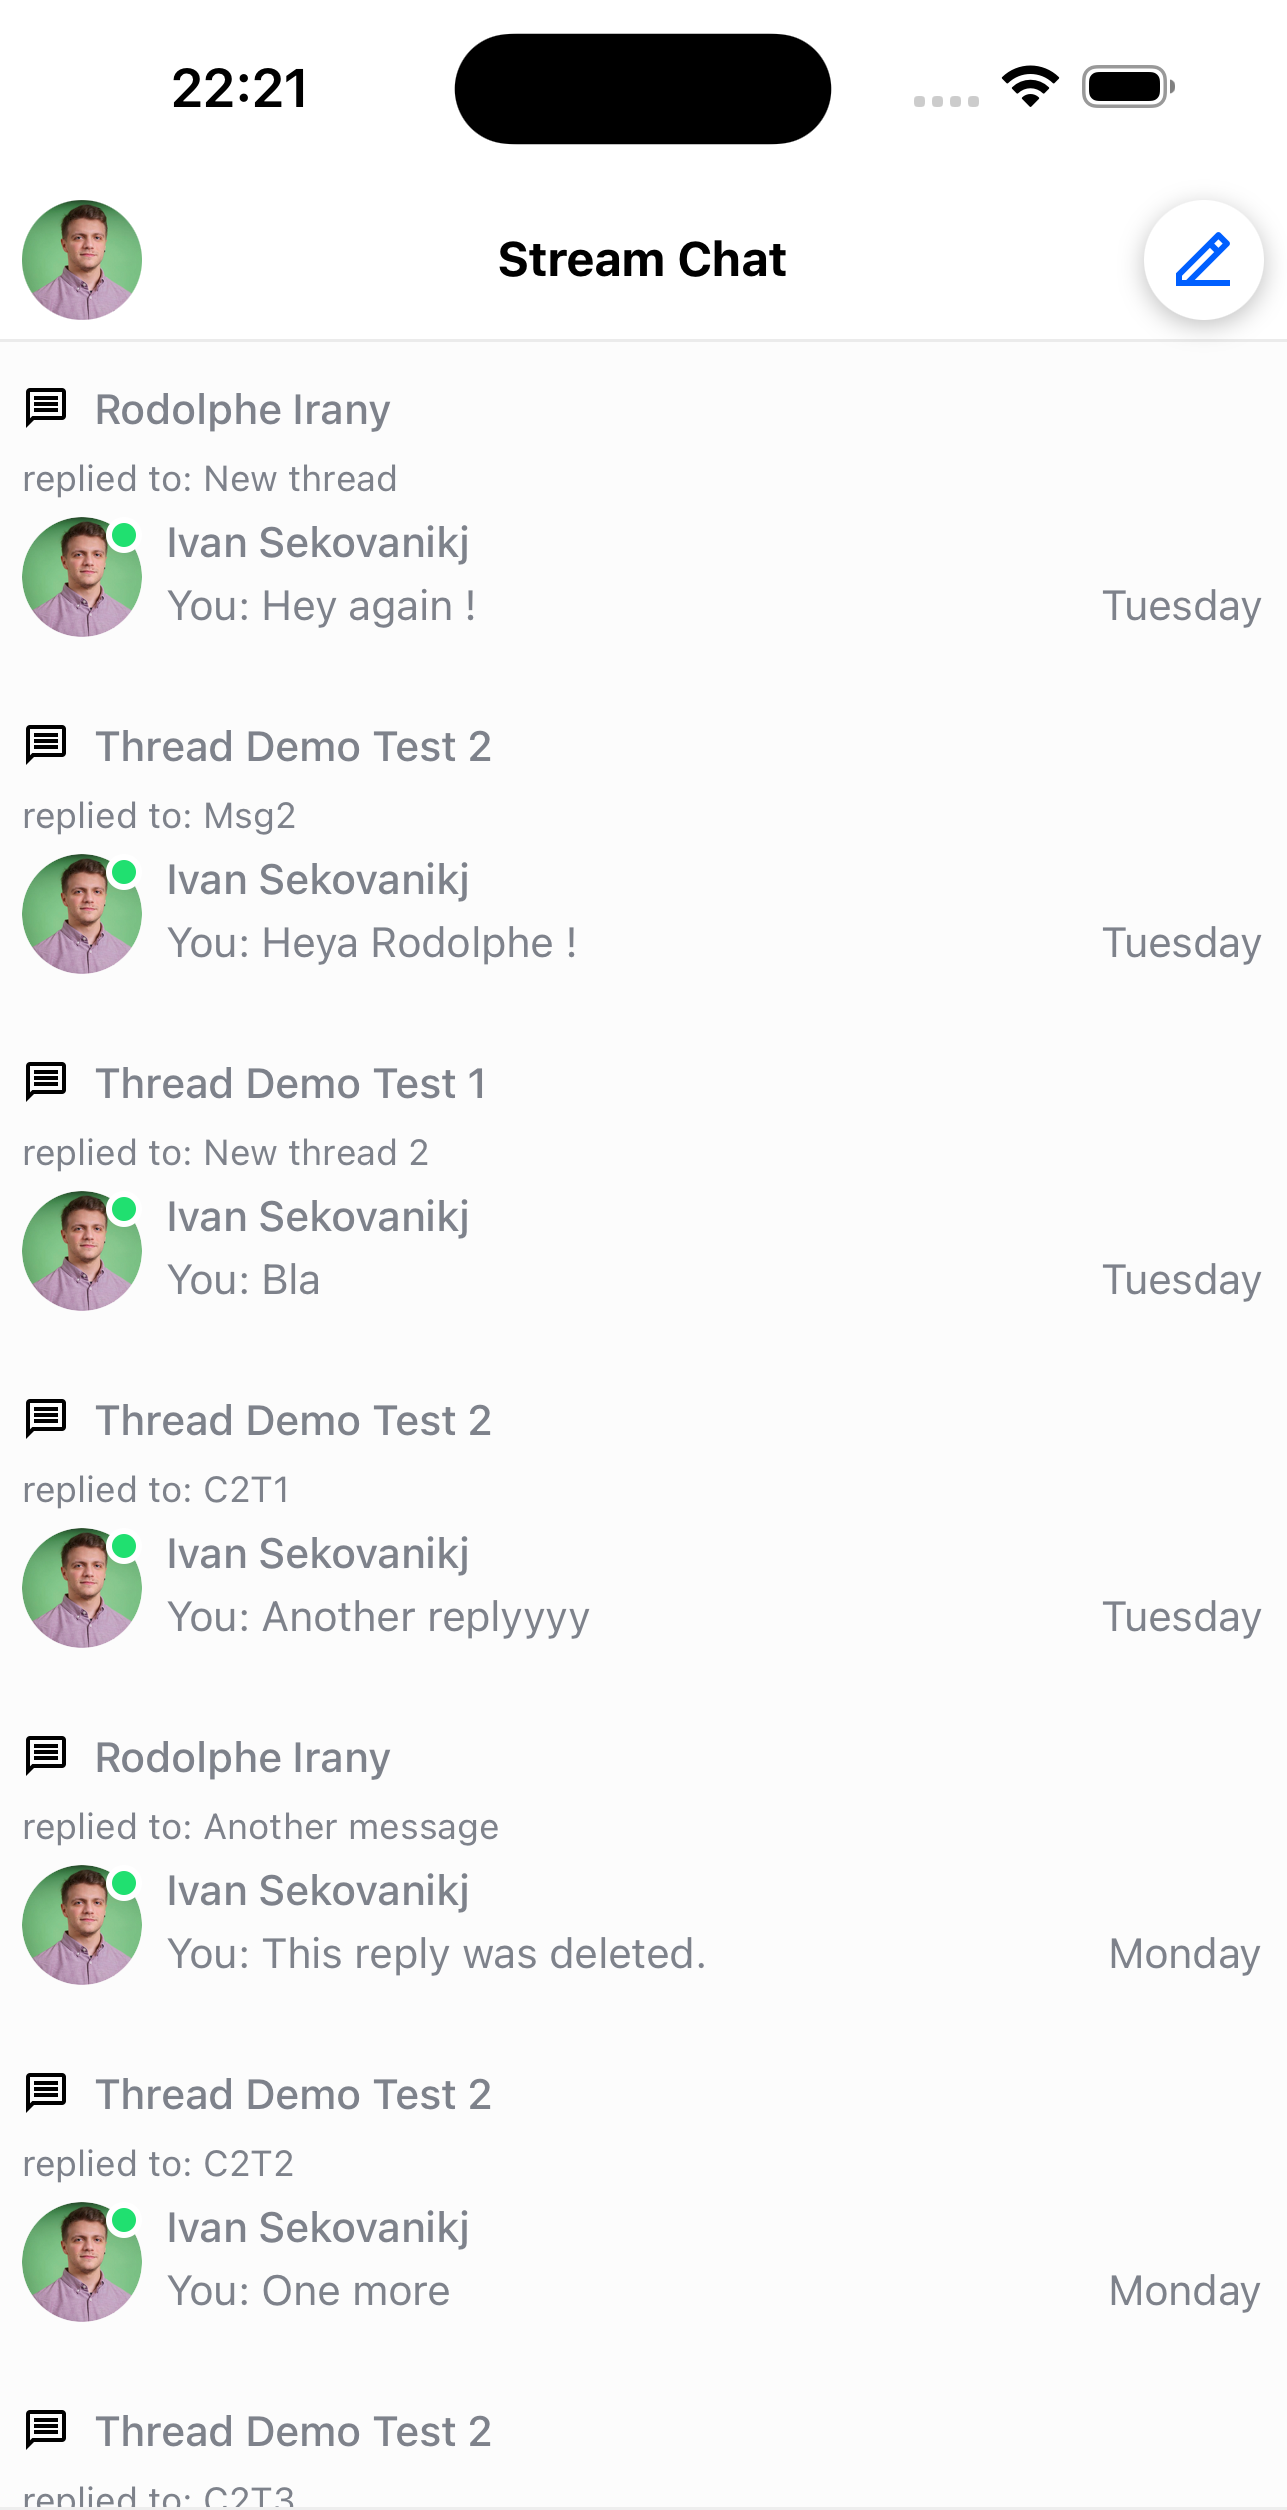 22:21
Stream Chat
Rodolphe Irany
replied to: New thread
Ivan Sekovanikj
You: Hey again !
Tuesday
Thread Demo Test 2
replied to: Msg2
Ivan Sekovanikj
You: Heya Rodolphe !
Tuesday
Thread Demo Test 1
replied to: New thread 2
Ivan Sekovanikj
You: Bla
Tuesday
Thread Demo Test 2
replied to: C2T1
Ivan Sekovanikj
You: Another replyyyy
Tuesday
Rodolphe Irany
replied to: Another message
Ivan Sekovanikj
You: This reply was deleted.
Monday
Thread Demo Test 2
replied to: C2T2
Ivan Sekovanikj
You: One more
Monday
Thread Demo Test 2
replied to: C2T3